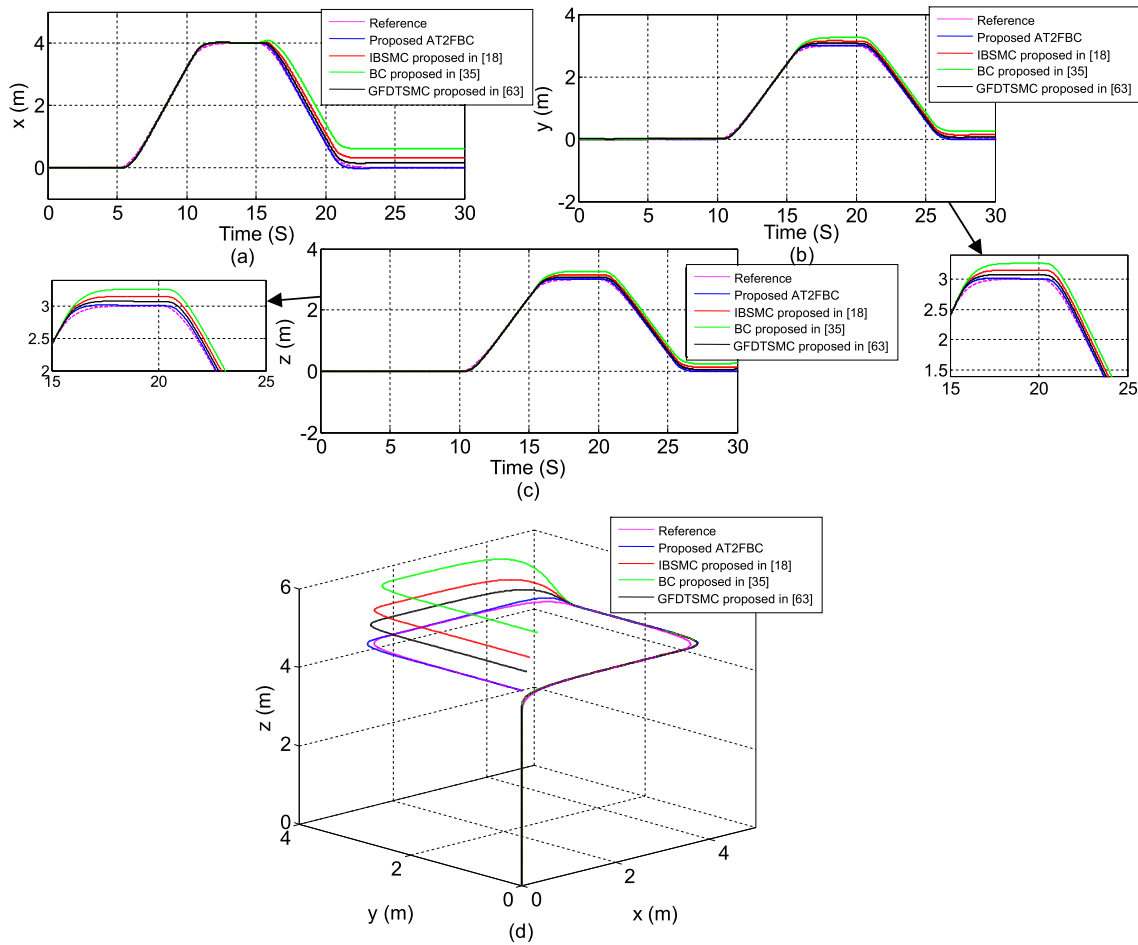 Reference
Proposed AT2FBC
IBSMC proposed in [18]
BC proposed in [35]
GFDTSMC proposed in [63]
4
2
0
x (m)
0 5 10 15 20 25 30
Time (S)
(a)
Reference
Proposed AT2FBC
IBSMC proposed in [18]
BC proposed in [35]
GFDTSMC proposed in [63]
4
2
0
-2
y (m)
0 5 10 15 20 25 30
Time (S)
(b)
3
2.5
2
15 20 25
Reference
Proposed AT2FBC
IBSMC proposed in [18]
BC proposed in [35]
GFDTSMC proposed in [63]
4
2
0
-2
z (m)
0 5 10 15 20 25 30
Time (S)
(c)
3
2.5
2
1.5
15 20 25
Reference
Proposed AT2FBC
IBSMC proposed in [18]
BC proposed in [35]
GFDTSMC proposed in [63]
6
4
2
0
z (m)
4
2
0
y (m)
0
2
4
x (m)
(d)